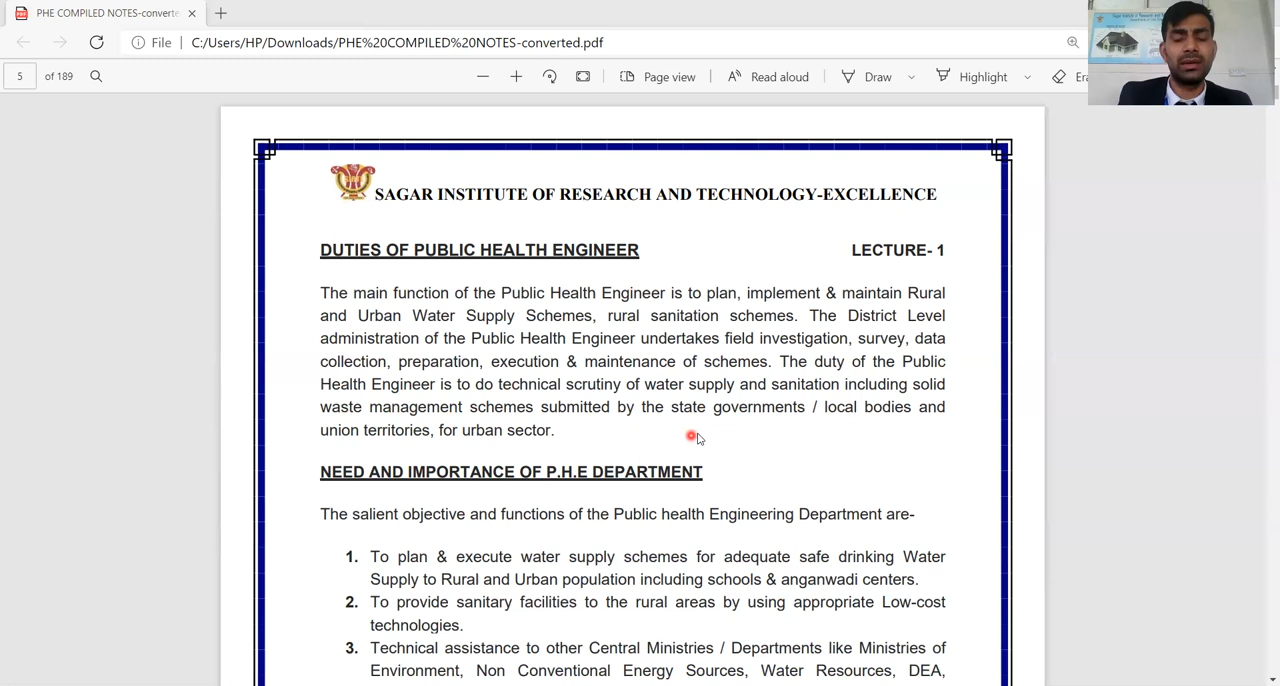 PHE COMPILED NOTES-converte
File
C:/Users/HP/Downloads/PHE%20COMPILED%20NOTES-converted.pdf
5 of 189
Page view
Read aloud
Draw
Highlight
Era
SAGAR INSTITUTE OF RESEARCH AND TECHNOLOGY-EXCELLENCE
DUTIES OF PUBLIC HEALTH ENGINEER LECTURE- 1
The main function of the Public Health Engineer is to plan, implement & maintain Rural
and Urban Water Supply Schemes, rural sanitation schemes. The District Level
administration of the Public Health Engineer undertakes field investigation, survey, data
collection, preparation, execution & maintenance of schemes. The duty of the Public
Health Engineer is to do technical scrutiny of water supply and sanitation including solid
waste management schemes submitted by the state governments / local bodies and
union territories, for urban sector.
NEED AND IMPORTANCE OF P.H.E DEPARTMENT
The salient objective and functions of the Public health Engineering Department are-
1. To plan & execute water supply schemes for adequate safe drinking Water
Supply to Rural and Urban population including schools & anganwadi centers.
2. To provide sanitary facilities to the rural areas by using appropriate Low-cost
technologies.
3. Technical assistance to other Central Ministries / Departments like Ministries of
Environment, Non Conventional Energy Sources, Water Resources, DEA,